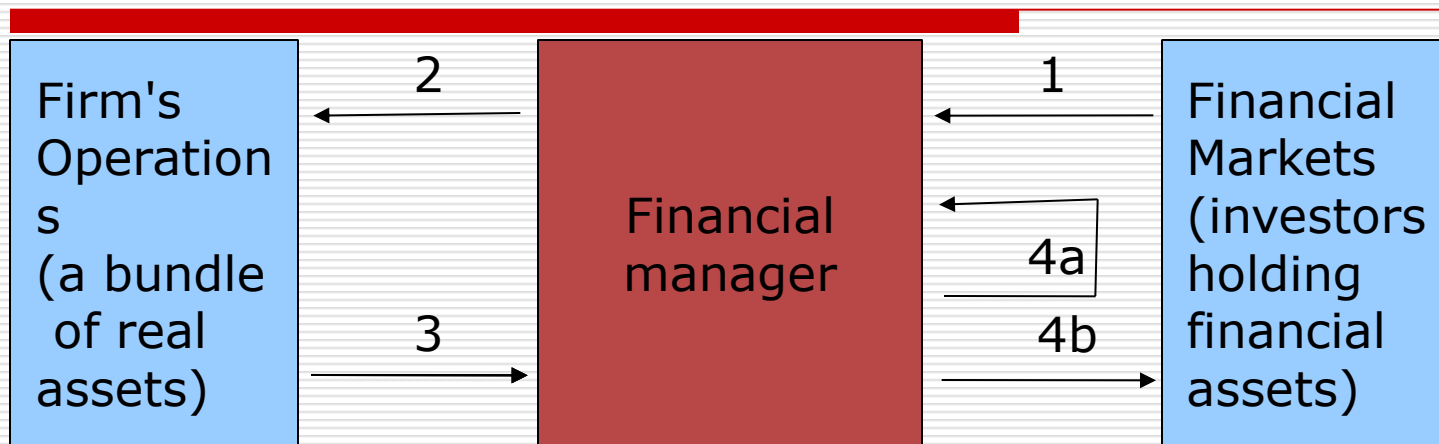 Firm's
Operation
s
(a bundle
of real
assets)
2
3
Financial
manager
1
4a
4b
Financial
Markets
(investors
holding
financial
assets)